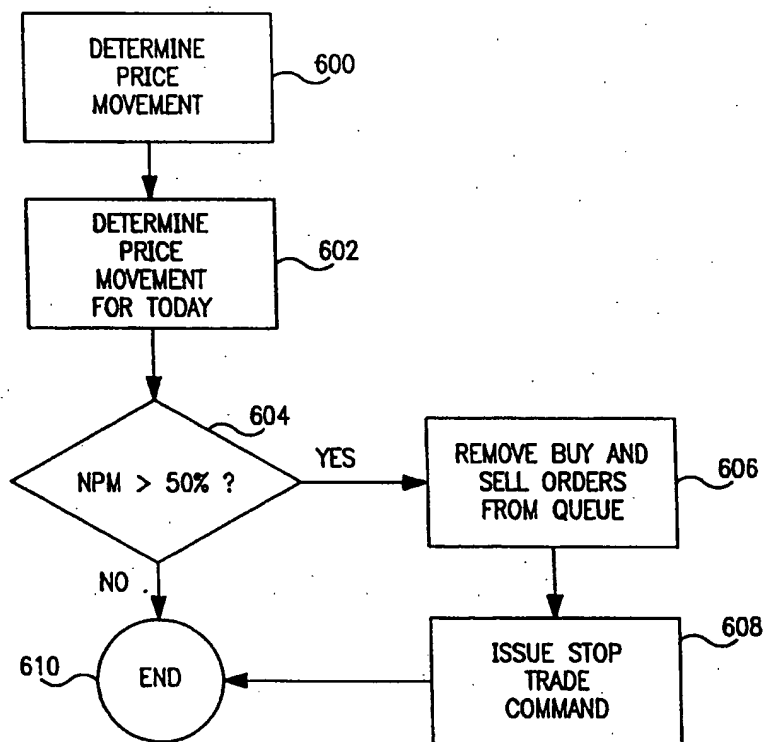 DETERMINE
PRICE
MOVEMENT
600
DETERMINE
PRICE
MOVEMENT
FOR TODAY
602
604
NPM > 50% ?
YES
REMOVE BUY AND
SELL ORDERS
FROM QUEUE
606
NO
610
END
ISSUE STOP
TRADE
COMMAND
608